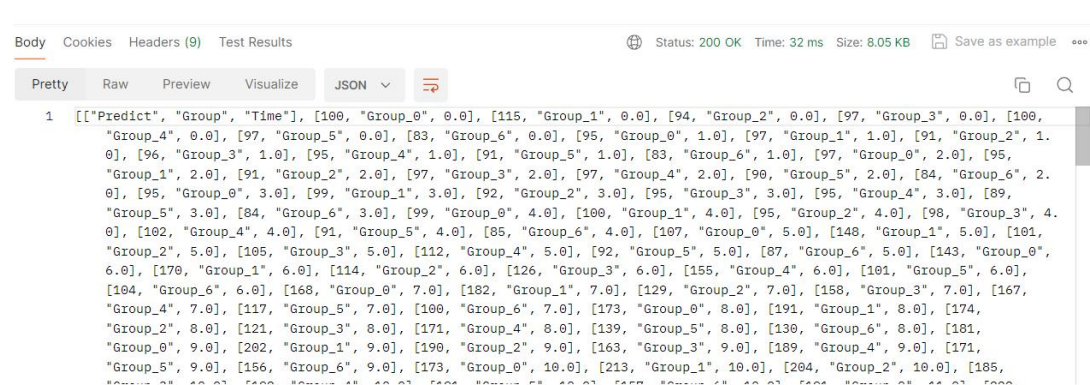 Body Cookies Headers (9) Test Results Status: 200 OK Time: 32 ms Size: 8.05 KB Save as example
Pretty Raw Preview Visualize JSON
1 [["Predict", "Group", "Time"], [100, "Group_0", 0.0], [115, "Group_1", 0.0], [94, "Group_2", 0.0], [97, "Group_3", 0.0], [100,
"Group_4", 0.0], [97, "Group_5", 0.0], [83, "Group_6", 0.0], [95, "Group_0", 1.0], [97, "Group_1", 1.0], [91, "Group_2", 1.
0], [96, "Group_3", 1.0], [95, "Group_4", 1.0], [91, "Group_5", 1.0], [83, "Group_6", 1.0], [97, "Group_0", 2.0], [95,
"Group_1", 2.0], [91, "Group_2", 2.0], [97, "Group_3", 2.0], [97, "Group_4", 2.0], [90, "Group_5", 2.0], [84, "Group_6", 2.
0], [95, "Group_0", 3.0], [99, "Group_1", 3.0], [92, "Group_2", 3.0], [95, "Group_3", 3.0], [95, "Group_4", 3.0], [89,
"Group_5", 3.0], [84, "Group_6", 3.0], [99, "Group_0", 4.0], [100, "Group_1", 4.0], [95, "Group_2", 4.0], [98, "Group_3", 4.
0], [102, "Group_4", 4.0], [91, "Group_5", 4.0], [85, "Group_6", 4.0], [107, "Group_0", 5.0], [148, "Group_1", 5.0], [101,
"Group_2", 5.0], [105, "Group_3", 5.0], [112, "Group_4", 5.0], [92, "Group_5", 5.0], [87, "Group_6", 5.0], [143, "Group_0",
6.0], [170, "Group_1", 6.0], [114, "Group_2", 6.0], [126, "Group_3", 6.0], [155, "Group_4", 6.0], [101, "Group_5", 6.0],
[104, "Group_6", 6.0], [168, "Group_0", 7.0], [182, "Group_1", 7.0], [129, "Group_2", 7.0], [158, "Group_3", 7.0], [167,
"Group_4", 7.0], [117, "Group_5", 7.0], [100, "Group_6", 7.0], [173, "Group_0", 8.0], [191, "Group_1", 8.0], [174,
"Group_2", 8.0], [121, "Group_3", 8.0], [171, "Group_4", 8.0], [139, "Group_5", 8.0], [130, "Group_6", 8.0], [181,
"Group_0", 9.0], [202, "Group_1", 9.0], [190, "Group_2", 9.0], [163, "Group_3", 9.0], [189, "Group_4", 9.0], [171,
"Group_5", 9.0], [156, "Group_6", 9.0], [173, "Group_0", 10.0], [213, "Group_1", 10.0], [204, "Group_2", 10.0], [185,